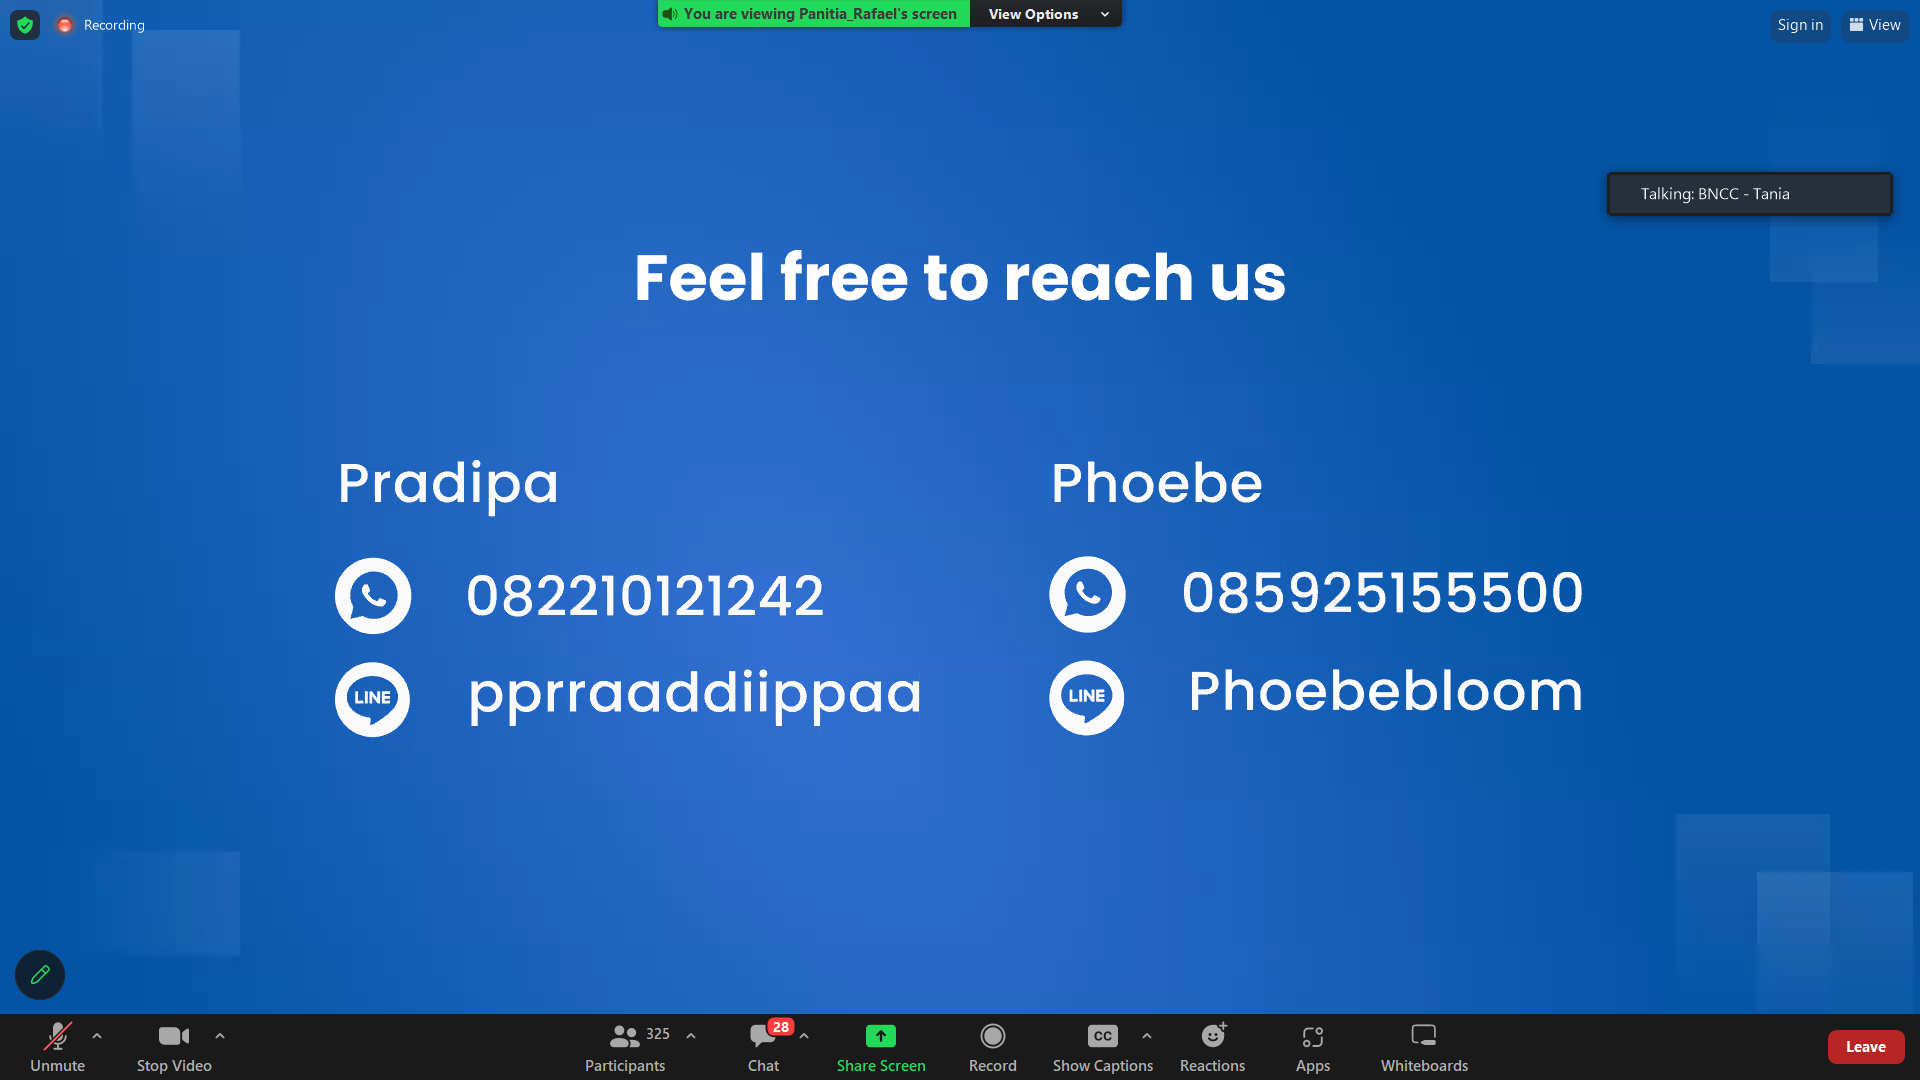 Recording
You are viewing Panitia_Rafael's screen
View Options
Sign in
View
Talking: BNCC - Tania
Feel free to reach us
Pradipa
Phoebe
082210121242
085925155500
LINE
pprraaddiippaa
LINE
Phoebebloom
Unmute
Stop Video
325
Participants
28
Chat
Share Screen
Record
CC
Show Captions
Reactions
Apps
Whiteboards
Leave